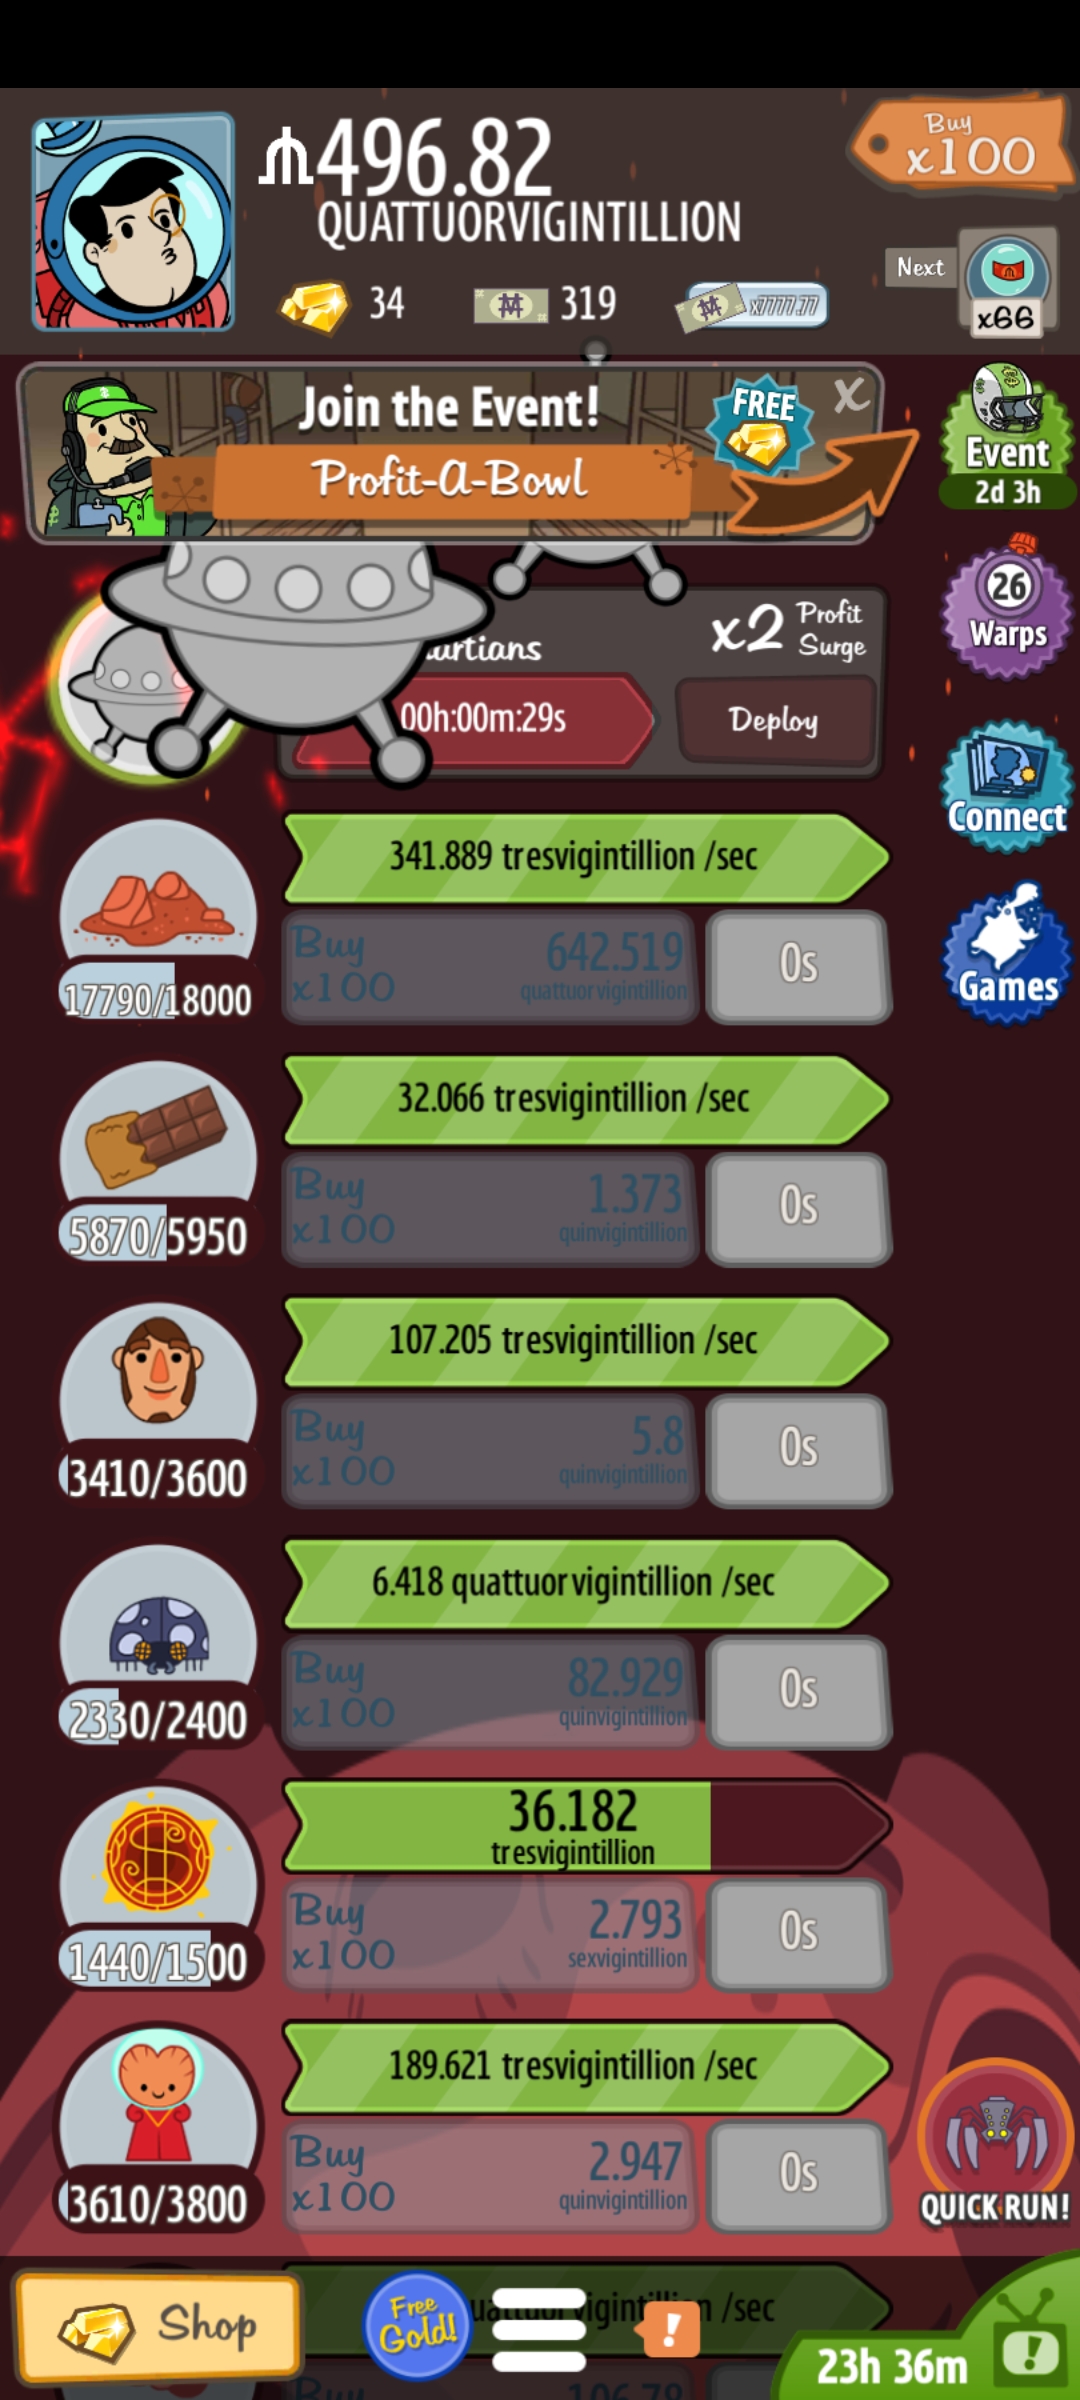 496.82
QUATTUORVIGINTILLION
Buy
x100
34
319
x7777.77
Next
x66
Join the Event!
Profit-A-Bowl
FREE
X
Event
2d 3h
26
Warps
Connect
Games
x2 Profit
Surge
00h:00m:29s
Deploy
341.889 tresvigintillion /sec
17790/18000
Buy
x100
642.519
quattuorvigintillion
0s
32.066 tresvigintillion /sec
5870/5950
Buy
x100
1.373
quinvigintillion
0s
107.205 tresvigintillion /sec
3410/3600
Buy
x100
5.8
quinvigintillion
0s
6.418 quattuorvigintillion /sec
2330/2400
Buy
x100
82.929
quinvigintillion
0s
36.182
tresvigintillion
1440/1500
Buy
x100
2.793
sexvigintillion
0s
189.621 tresvigintillion /sec
3610/3800
Buy
x100
2.947
quinvigintillion
0s
QUICK RUN!
/sec
Shop
Free
Gold!
!
23h 36m
!
Buy